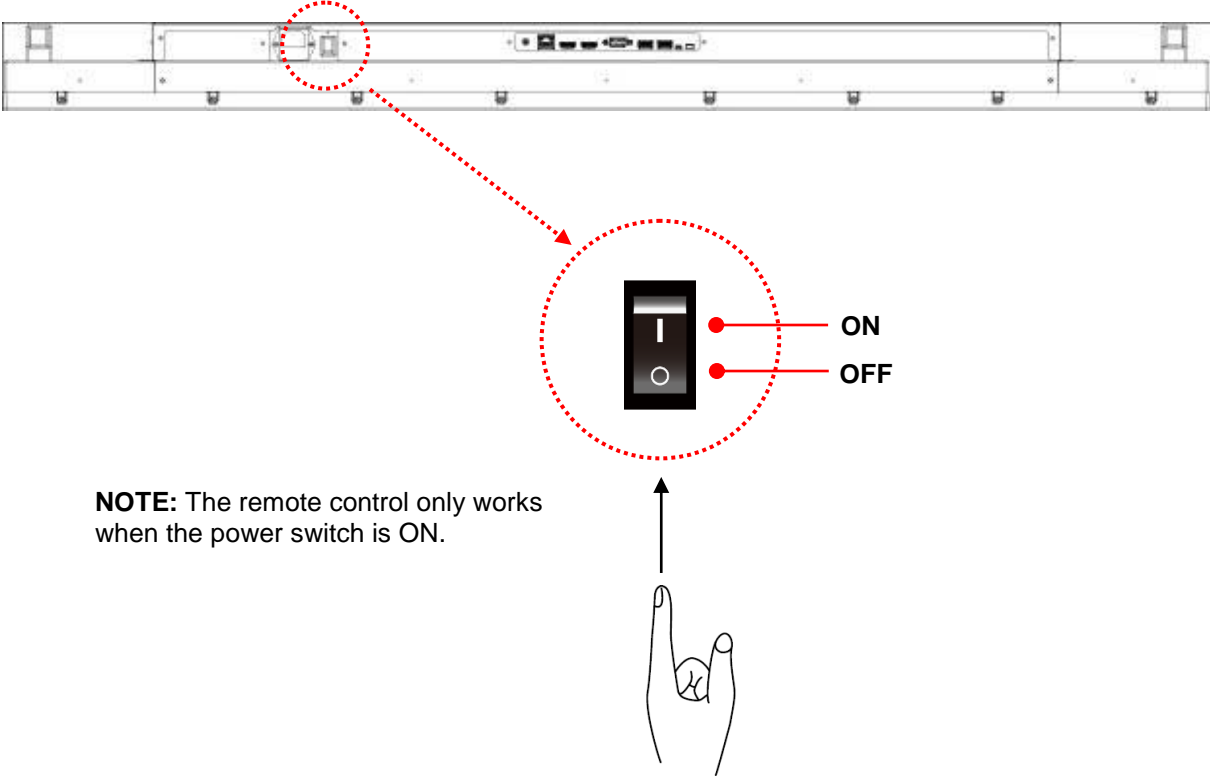 ON
OFF
NOTE: The remote control only works
when the power switch is ON.